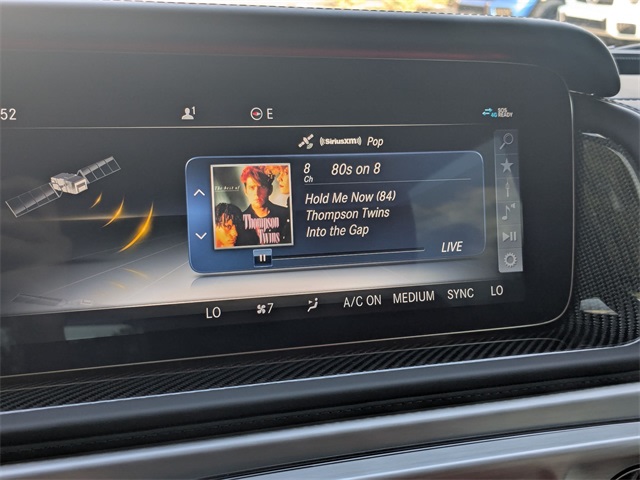 52
1
E
SOS
4G READY
SiriusXM Pop
8
Ch
80s on 8
The best of
Thompson
Twins
Hold Me Now (84)
Thompson Twins
Into the Gap
LIVE
LO
7
A/C ON
MEDIUM
SYNC
LO